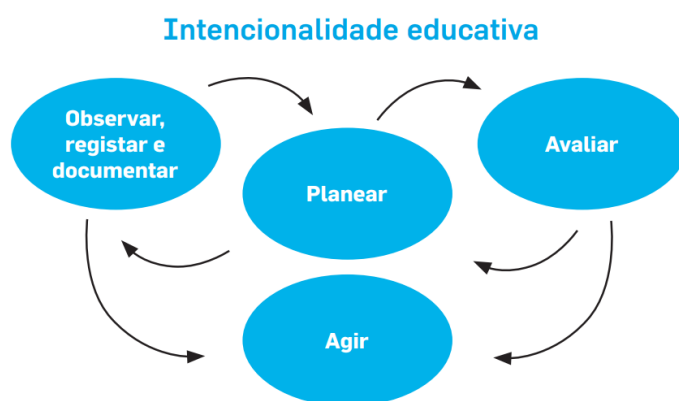 Intencionalidade educativa
Observar,
registar e
documentar
Planear
Avaliar
Agir